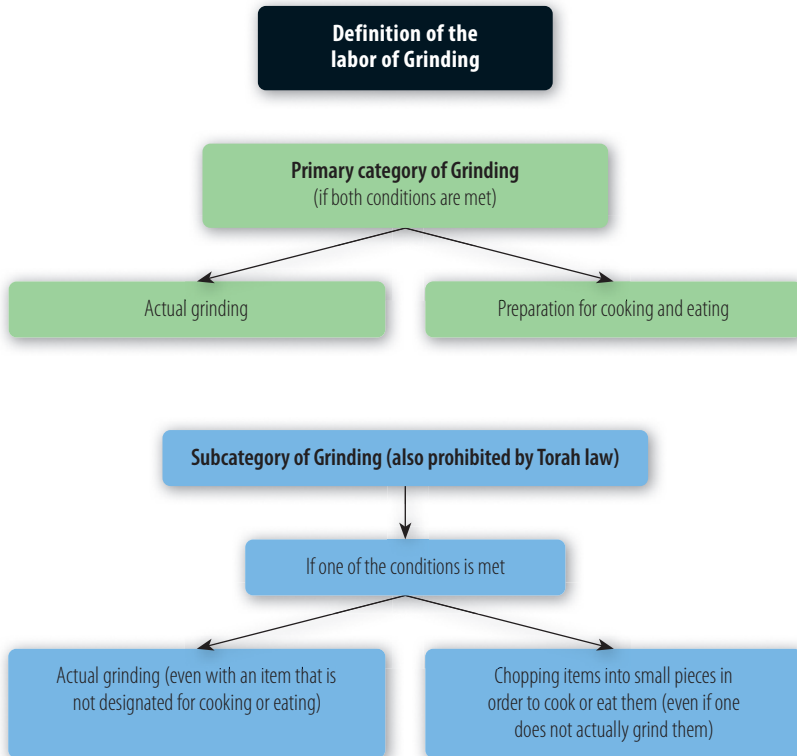 Definition of the
labor of Grinding
Primary category of Grinding
(if both conditions are met)
Actual grinding
Preparation for cooking and eating
Subcategory of Grinding (also prohibited by Torah law)
If one of the conditions is met
Actual grinding (even with an item that is
not designated for cooking or eating)
Chopping items into small pieces in
order to cook or eat them (even if one
does not actually grind them)